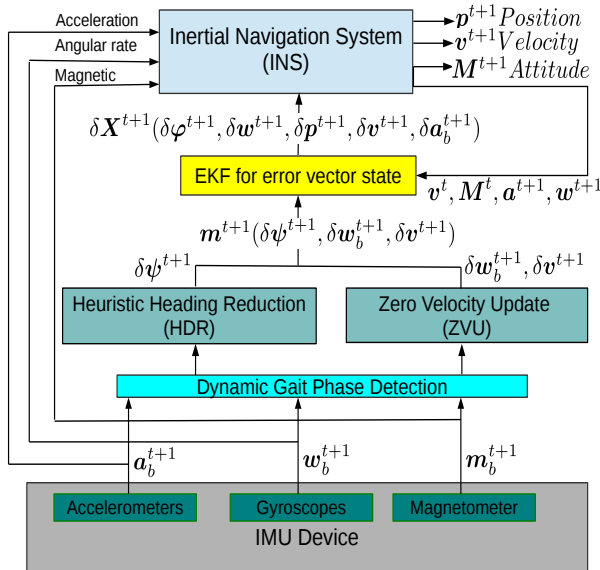 Acceleration
Angular rate
Magnetic
Inertial Navigation System
(INS)
𝒑^{t+1} Position
𝒗^{t+1} Velocity
𝑴^{t+1} Attitude
δ𝑿^{t+1}(δ𝝋^{t+1}, δ𝒘^{t+1}, δ𝒑^{t+1}, δ𝒗^{t+1}, δ𝒂_b^{t+1})
EKF for error vector state
𝒗^t, 𝑴^t, 𝒂^{t+1}, 𝒘^{t+1}
𝒎^{t+1}(δ𝝍^{t+1}, δ𝒘_b^{t+1}, δ𝒗^{t+1})
δ𝝍^{t+1}
δ𝒘_b^{t+1}, δ𝒗^{t+1}
Heuristic Heading Reduction
(HDR)
Zero Velocity Update
(ZVU)
Dynamic Gait Phase Detection
𝒂_b^{t+1}
𝒘_b^{t+1}
𝒎_b^{t+1}
Accelerometers
Gyroscopes
Magnetometer
IMU Device